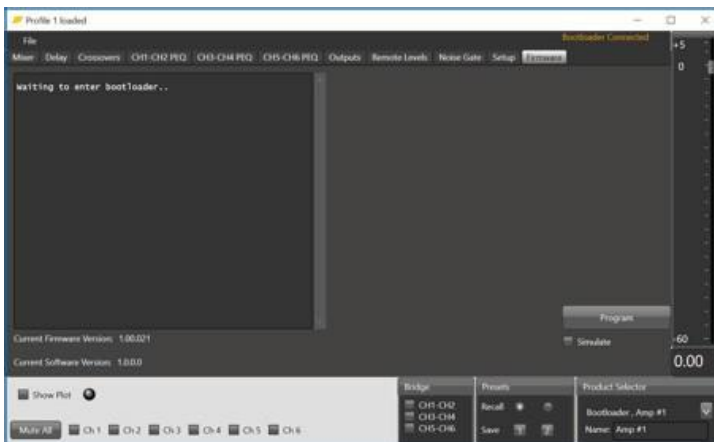 Profile 1 loaded
File
Bootloader Connected
Mixer Delay Crossovers CH1-CH2 PEQ CH3-CH4 PEQ CH5-CH6 PEQ Outputs Remote Levels Noise Gate Setup Firmware
+5
0
Waiting to enter bootloader..
Program
Simulate
-60
Current Firmware Version: 1.00.021
Current Software Version: 1.0.0.0
0.00
Show Plot
Bridge
CH1-CH2
CH3-CH4
CH5-CH6
Presets
Recall
Save
Product Selector
Bootloader , Amp #1
Name: Amp #1
Mute All Ch 1 Ch 2 Ch 3 Ch 4 Ch 5 Ch 6